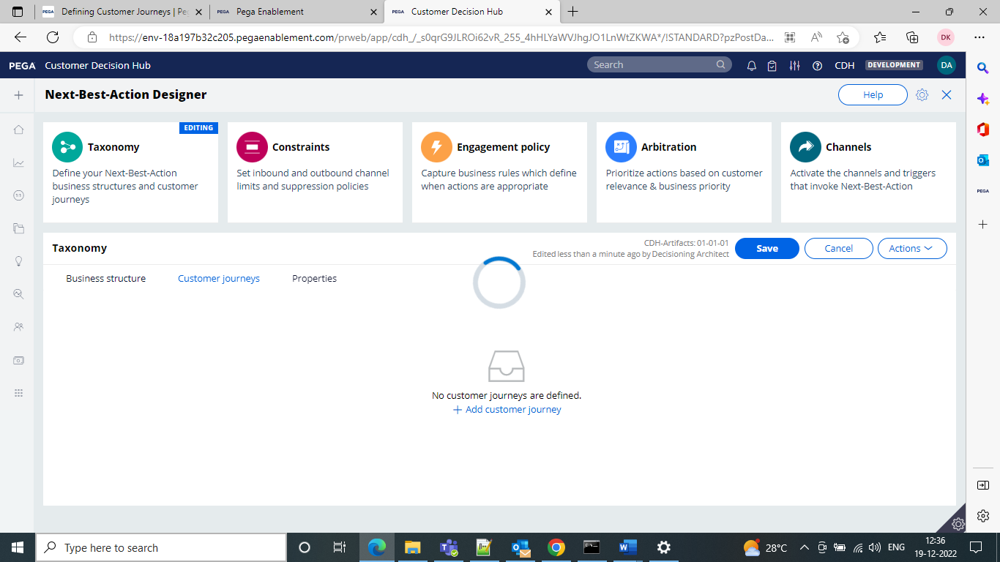 Defining Customer Journeys | Pe
Pega Enablement
Customer Decision Hub
https://env-18a197b32c205.pegaenablement.com/prweb/app/cdh_/_s0qrG9JLROi62vR_255_4hHLYaWVJhgJO1LnWtZKWA*/!STANDARD?pzPostDa...
DK
PEGA Customer Decision Hub
Search
CDH
DEVELOPMENT
DA
Next-Best-Action Designer
Help
EDITING
Taxonomy
Define your Next-Best-Action
business structures and customer
journeys
Constraints
Set inbound and outbound channel
limits and suppression policies
Engagement policy
Capture business rules which define
when actions are appropriate
Arbitration
Prioritize actions based on customer
relevance & business priority
Channels
Activate the channels and triggers
that invoke Next-Best-Action
Taxonomy
CDH-Artifacts: 01-01-01
Edited less than a minute ago by Decisioning Architect
Save
Cancel
Actions
Business structure
Customer journeys
Properties
No customer journeys are defined.
+ Add customer journey
Type here to search
28°C
ENG
12:36
19-12-2022